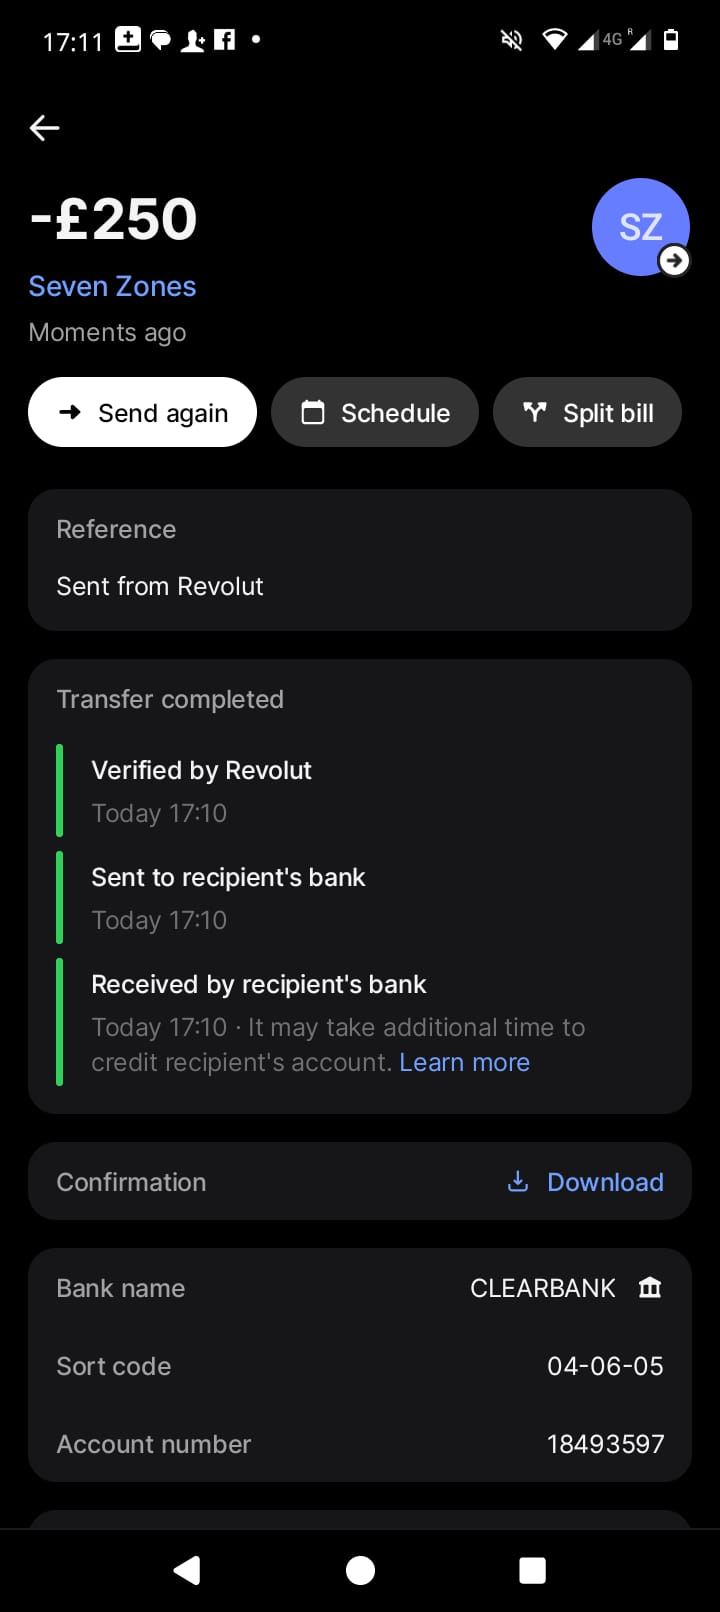 17:11
4G R
-£250
SZ
Seven Zones
Moments ago
Send again
Schedule
Split bill
Reference
Sent from Revolut
Transfer completed
Verified by Revolut
Today 17:10
Sent to recipient's bank
Today 17:10
Received by recipient's bank
Today 17:10 · It may take additional time to
credit recipient's account. Learn more
Confirmation
Download
Bank name
CLEARBANK
Sort code
04-06-05
Account number
18493597